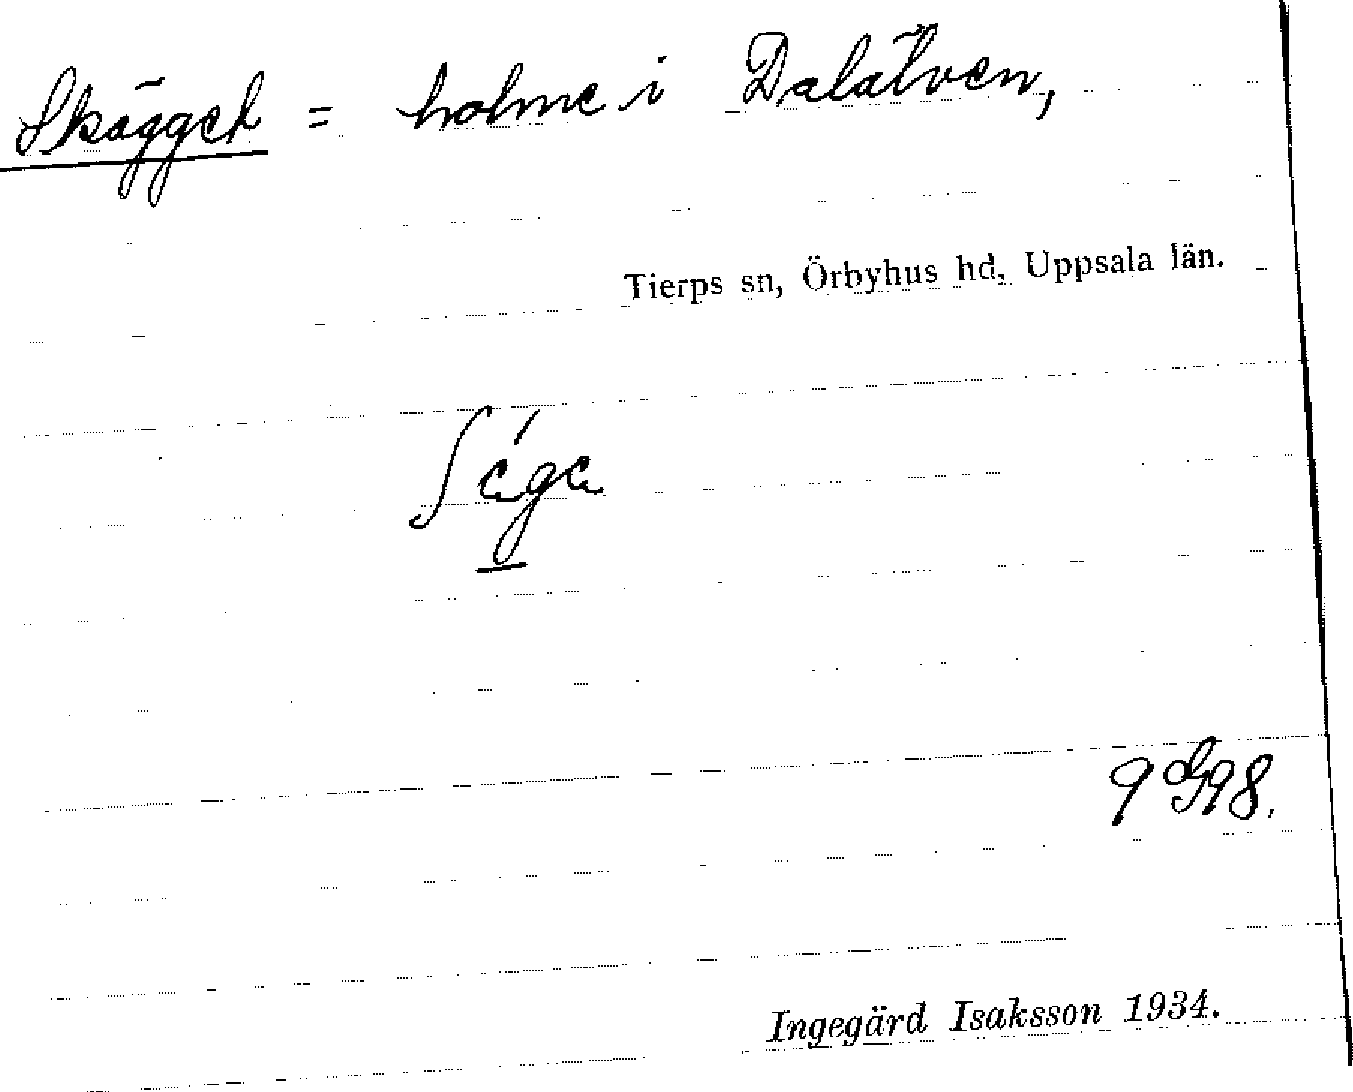 Skägget = holme i Dalälven,
Tierps sn, Örbyhus hd, Uppsala län.
Ingegärd Isaksson 1934.